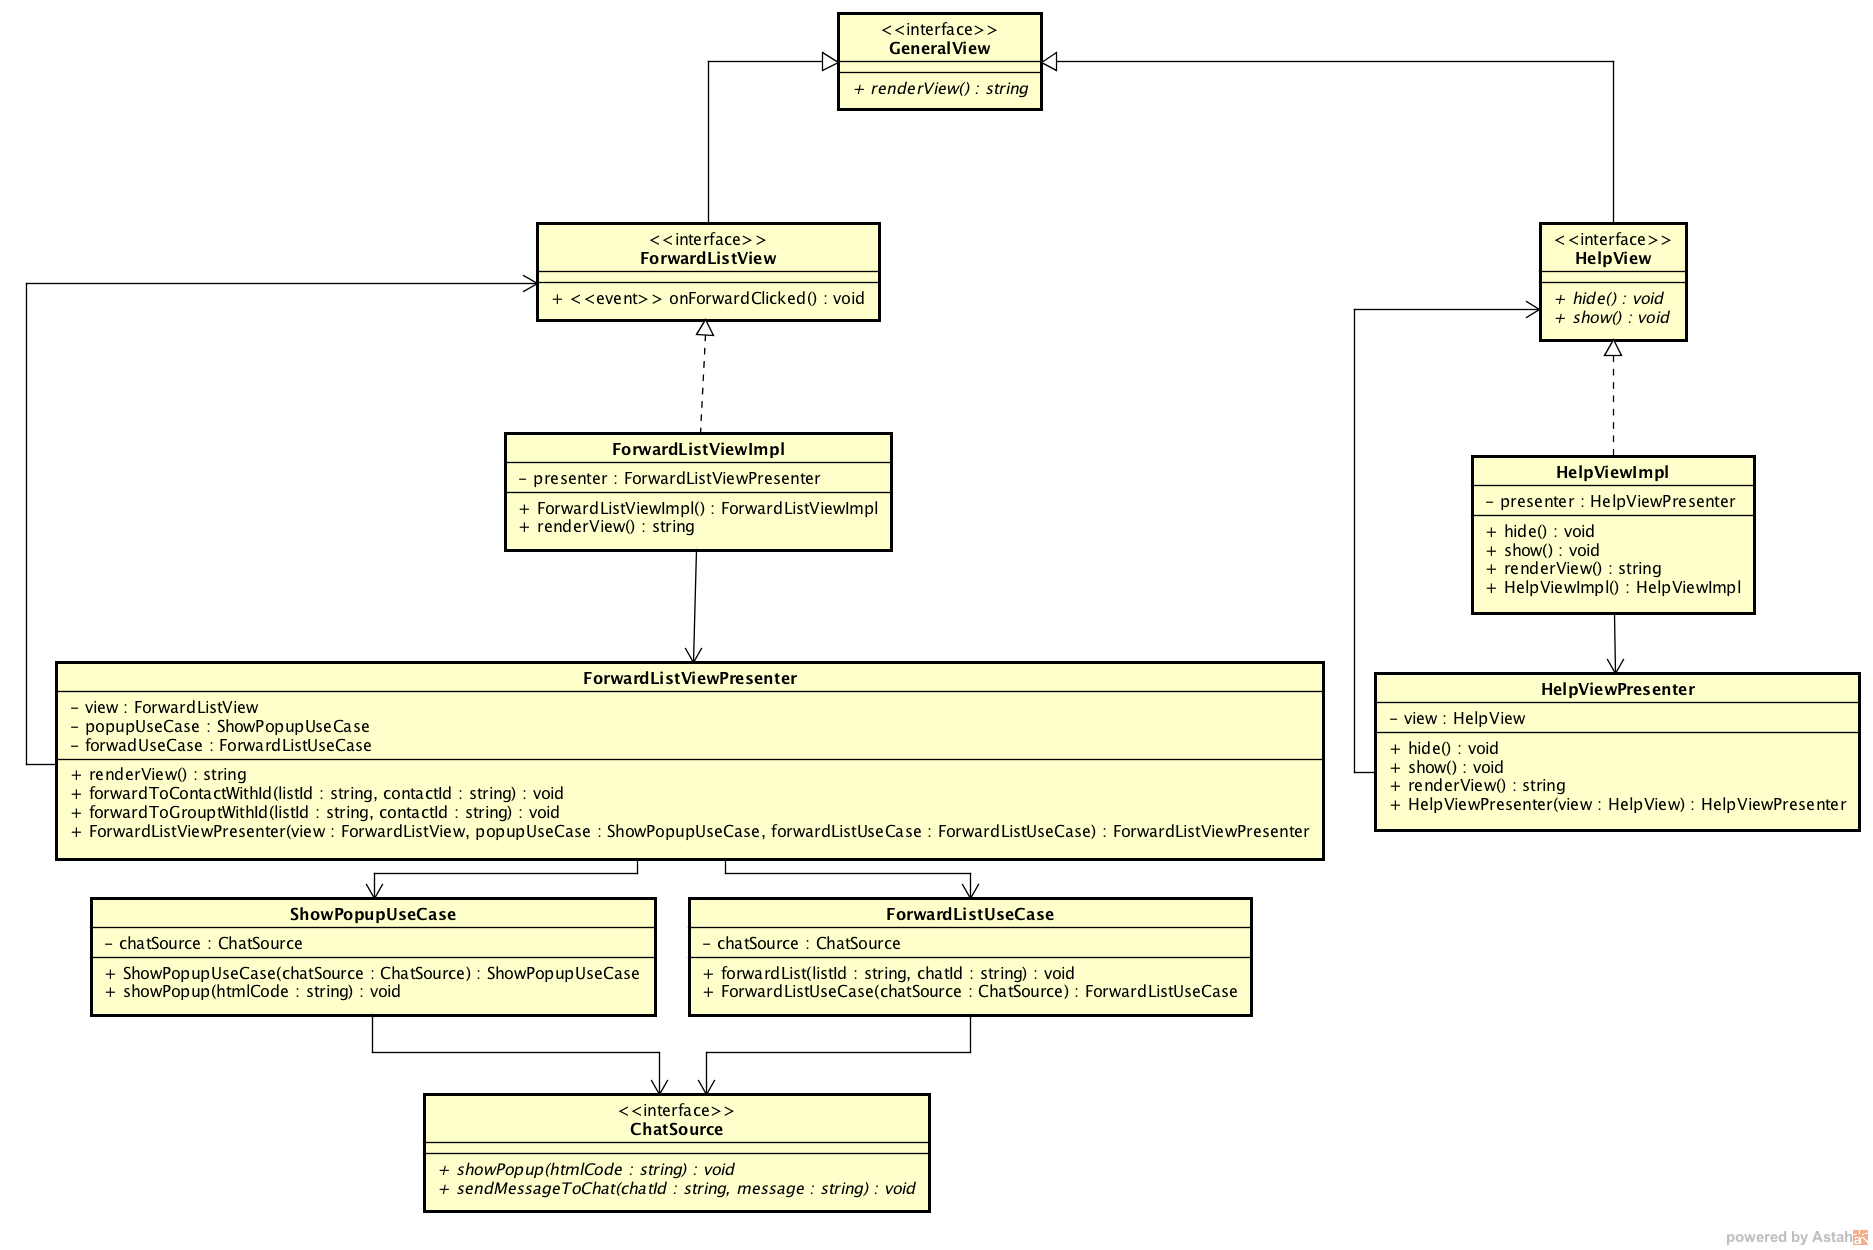 <<interface>>
GeneralView
+ renderView() : string
<<interface>>
ForwardListView
+ <<event>> onForwardClicked() : void
<<interface>>
HelpView
+ hide() : void
+ show() : void
ForwardListViewImpl
- presenter : ForwardListViewPresenter
+ ForwardListViewImpl() : ForwardListViewImpl
+ renderView() : string
HelpViewImpl
- presenter : HelpViewPresenter
+ hide() : void
+ show() : void
+ renderView() : string
+ HelpViewImpl() : HelpViewImpl
ForwardListViewPresenter
- view : ForwardListView
- popupUseCase : ShowPopupUseCase
- forwadUseCase : ForwardListUseCase
+ renderView() : string
+ forwardToContactWithId(listId : string, contactId : string) : void
+ forwardToGrouptWithId(listId : string, contactId : string) : void
+ ForwardListViewPresenter(view : ForwardListView, popupUseCase : ShowPopupUseCase, forwardListUseCase : ForwardListUseCase) : ForwardListViewPresenter
HelpViewPresenter
- view : HelpView
+ hide() : void
+ show() : void
+ renderView() : string
+ HelpViewPresenter(view : HelpView) : HelpViewPresenter
ShowPopupUseCase
- chatSource : ChatSource
+ ShowPopupUseCase(chatSource : ChatSource) : ShowPopupUseCase
+ showPopup(htmlCode : string) : void
ForwardListUseCase
- chatSource : ChatSource
+ forwardList(listId : string, chatId : string) : void
+ ForwardListUseCase(chatSource : ChatSource) : ForwardListUseCase
<<interface>>
ChatSource
+ showPopup(htmlCode : string) : void
+ sendMessageToChat(chatId : string, message : string) : void
powered by Astah